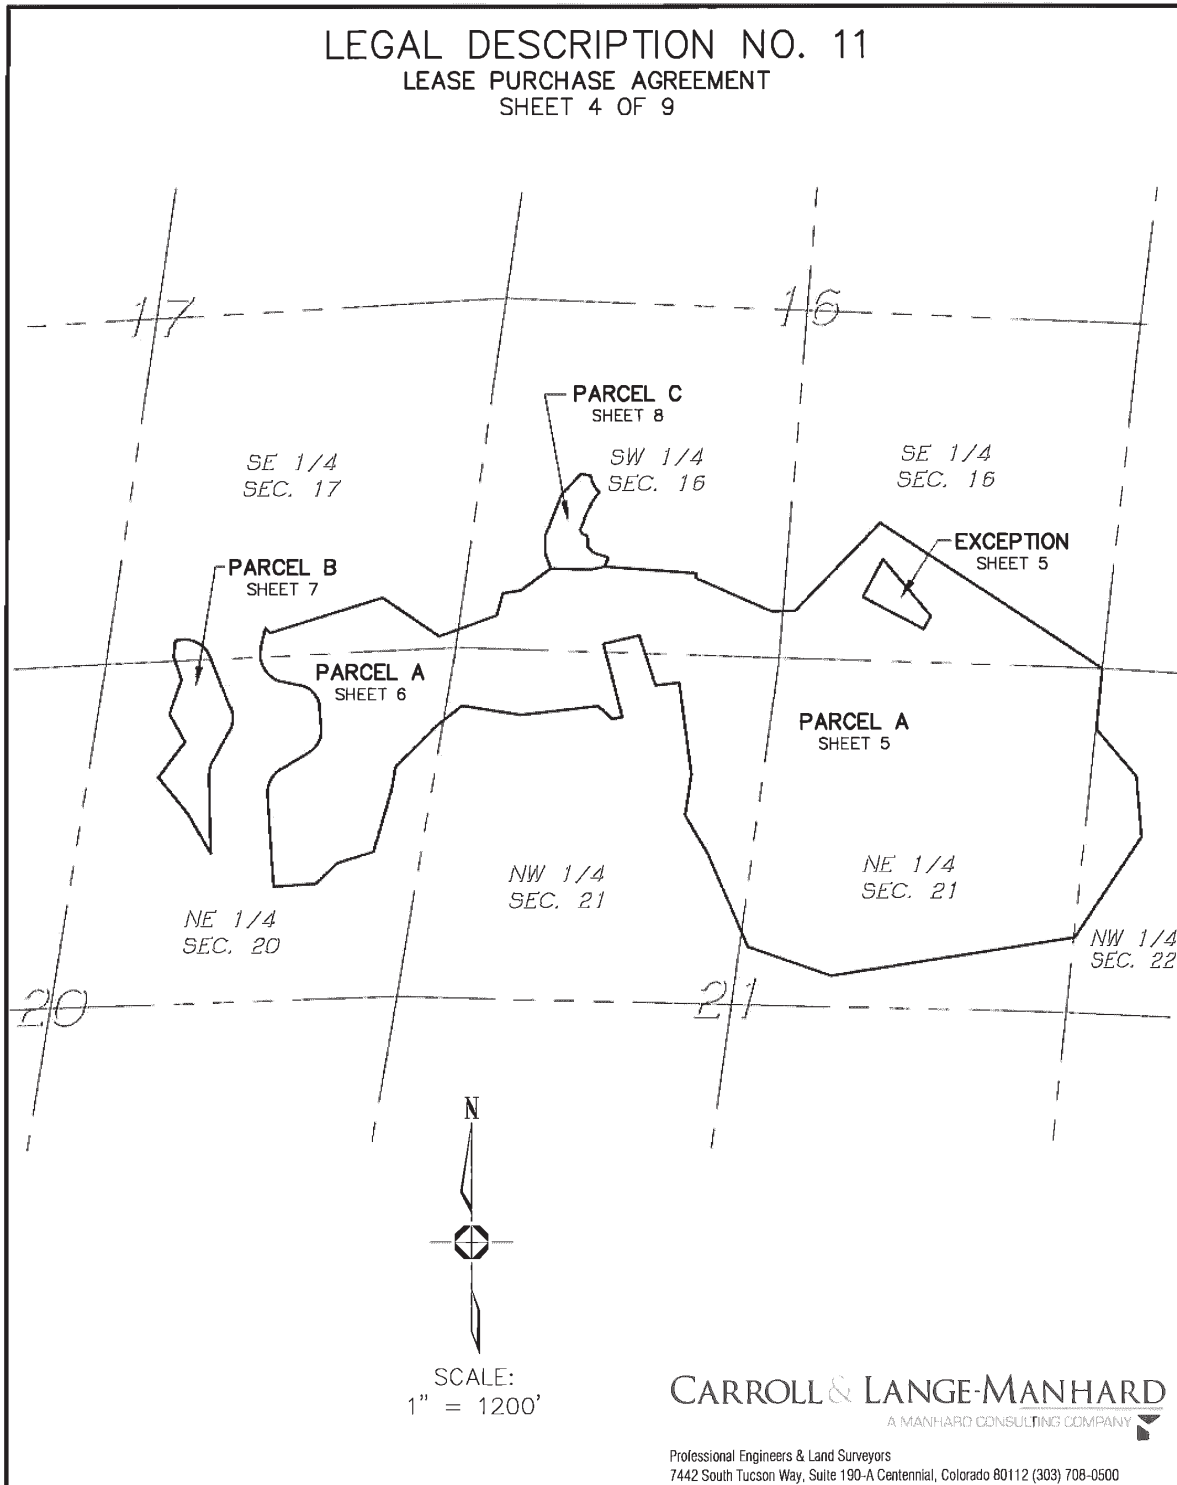 LEGAL DESCRIPTION NO. 11
LEASE PURCHASE AGREEMENT
SHEET 4 OF 9
17
16
PARCEL C
SHEET 8
SE 1/4
SEC. 17
SW 1/4
SEC. 16
SE 1/4
SEC. 16
EXCEPTION
SHEET 5
PARCEL B
SHEET 7
PARCEL A
SHEET 6
PARCEL A
SHEET 5
NW 1/4
SEC. 21
NE 1/4
SEC. 21
NE 1/4
SEC. 20
NW 1/4
SEC. 22
20
21
N
SCALE:
1" = 1200'
CARROLL & LANGE-MANHARD
A MANHARD CONSULTING COMPANY
Professional Engineers & Land Surveyors
7442 South Tucson Way, Suite 190-A Centennial, Colorado 80112 (303) 708-0500